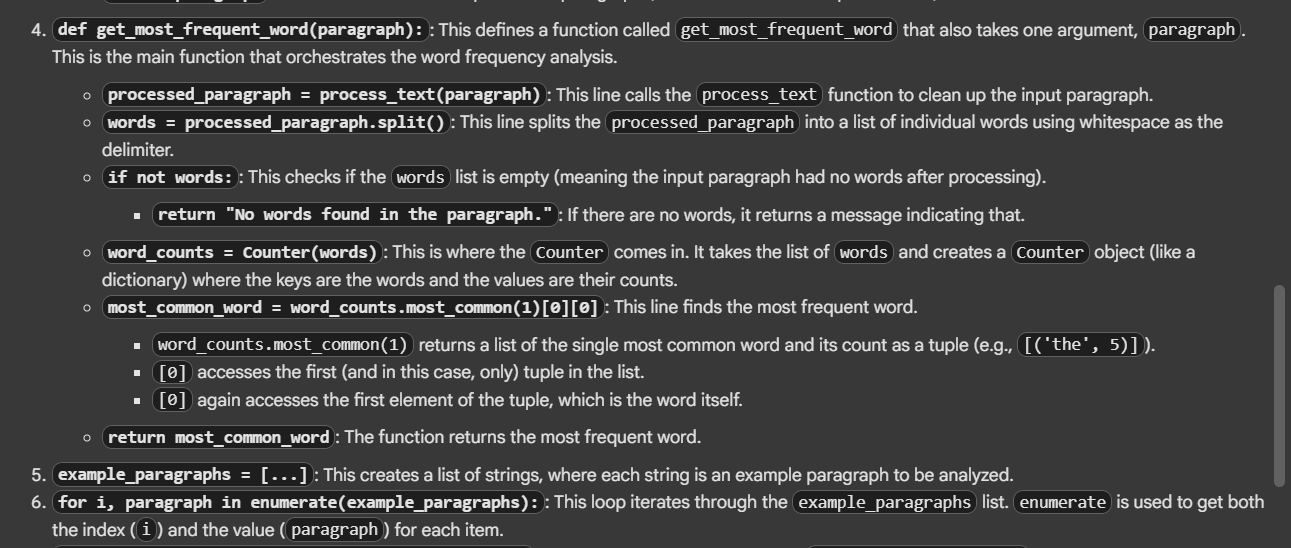 4. def get_most_frequent_word(paragraph): : This defines a function called get_most_frequent_word that also takes one argument, paragraph .
This is the main function that orchestrates the word frequency analysis.
◦ processed_paragraph = process_text(paragraph) : This line calls the process_text function to clean up the input paragraph.
◦ words = processed_paragraph.split() : This line splits the processed_paragraph into a list of individual words using whitespace as the
delimiter.
◦ if not words: : This checks if the words list is empty (meaning the input paragraph had no words after processing).
▪ return "No words found in the paragraph." : If there are no words, it returns a message indicating that.
◦ word_counts = Counter(words) : This is where the Counter comes in. It takes the list of words and creates a Counter object (like a
dictionary) where the keys are the words and the values are their counts.
◦ most_common_word = word_counts.most_common(1)[0][0] : This line finds the most frequent word.
▪ word_counts.most_common(1) returns a list of the single most common word and its count as a tuple (e.g., [('the', 5)] ).
▪ [0] accesses the first (and in this case, only) tuple in the list.
▪ [0] again accesses the first element of the tuple, which is the word itself.
◦ return most_common_word : The function returns the most frequent word.
5. example_paragraphs = [...] : This creates a list of strings, where each string is an example paragraph to be analyzed.
6. for i, paragraph in enumerate(example_paragraphs): : This loop iterates through the example_paragraphs list. enumerate is used to get both
the index ( i ) and the value ( paragraph ) for each item.